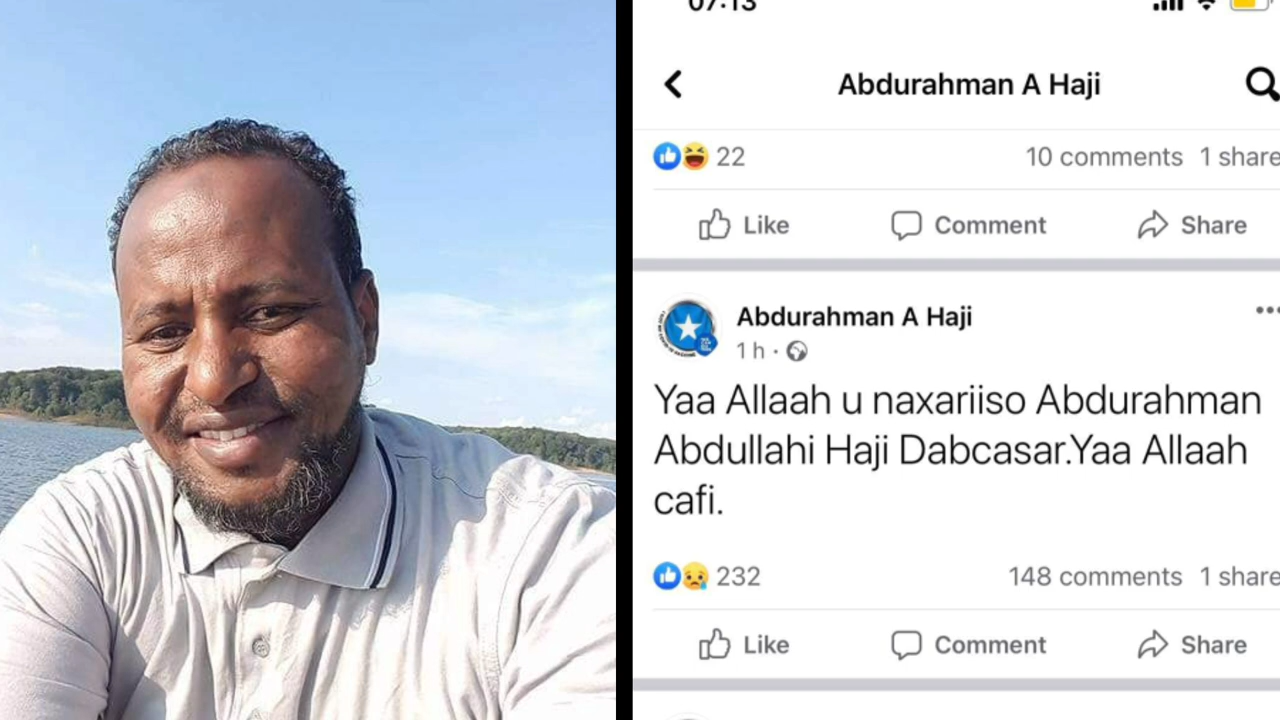 07:13
Abdurahman A Haji
22
10 comments 1 share
Like Comment Share
Abdurahman A Haji
1 h ·
Yaa Allaah u naxariiso Abdurahman
Abdullahi Haji Dabcasar.Yaa Allaah
cafi.
232
148 comments 1 share
Like Comment Share